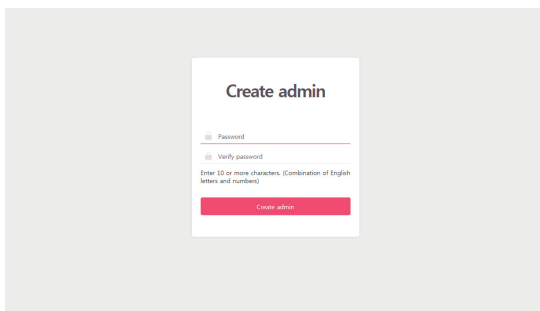 Create admin
Password
Verify password
Enter 10 or more characters. (Combination of English
letters and numbers)
Create admin